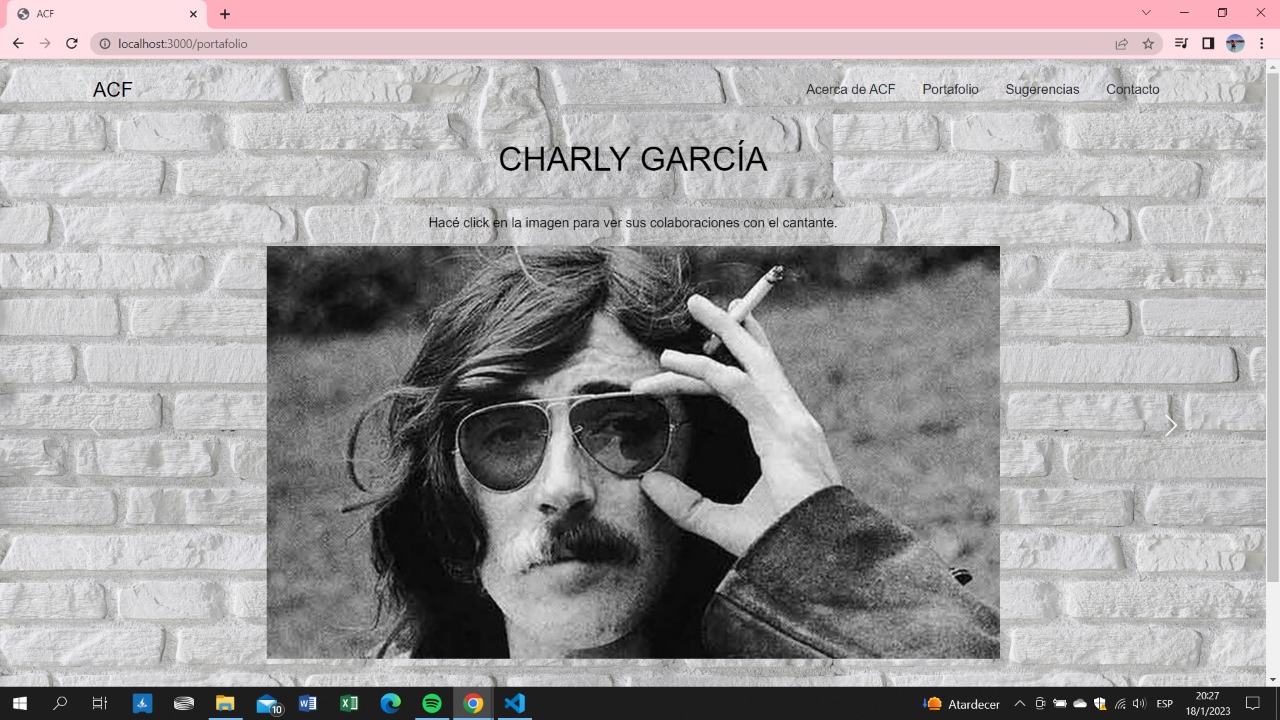 ACF
localhost:3000/portafolio
ACF
Acerca de ACF Portafolio Sugerencias Contacto
CHARLY GARCÍA
Hacé click en la imagen para ver sus colaboraciones con el cantante.
10
Atardecer
ESP
20:27
18/1/2023